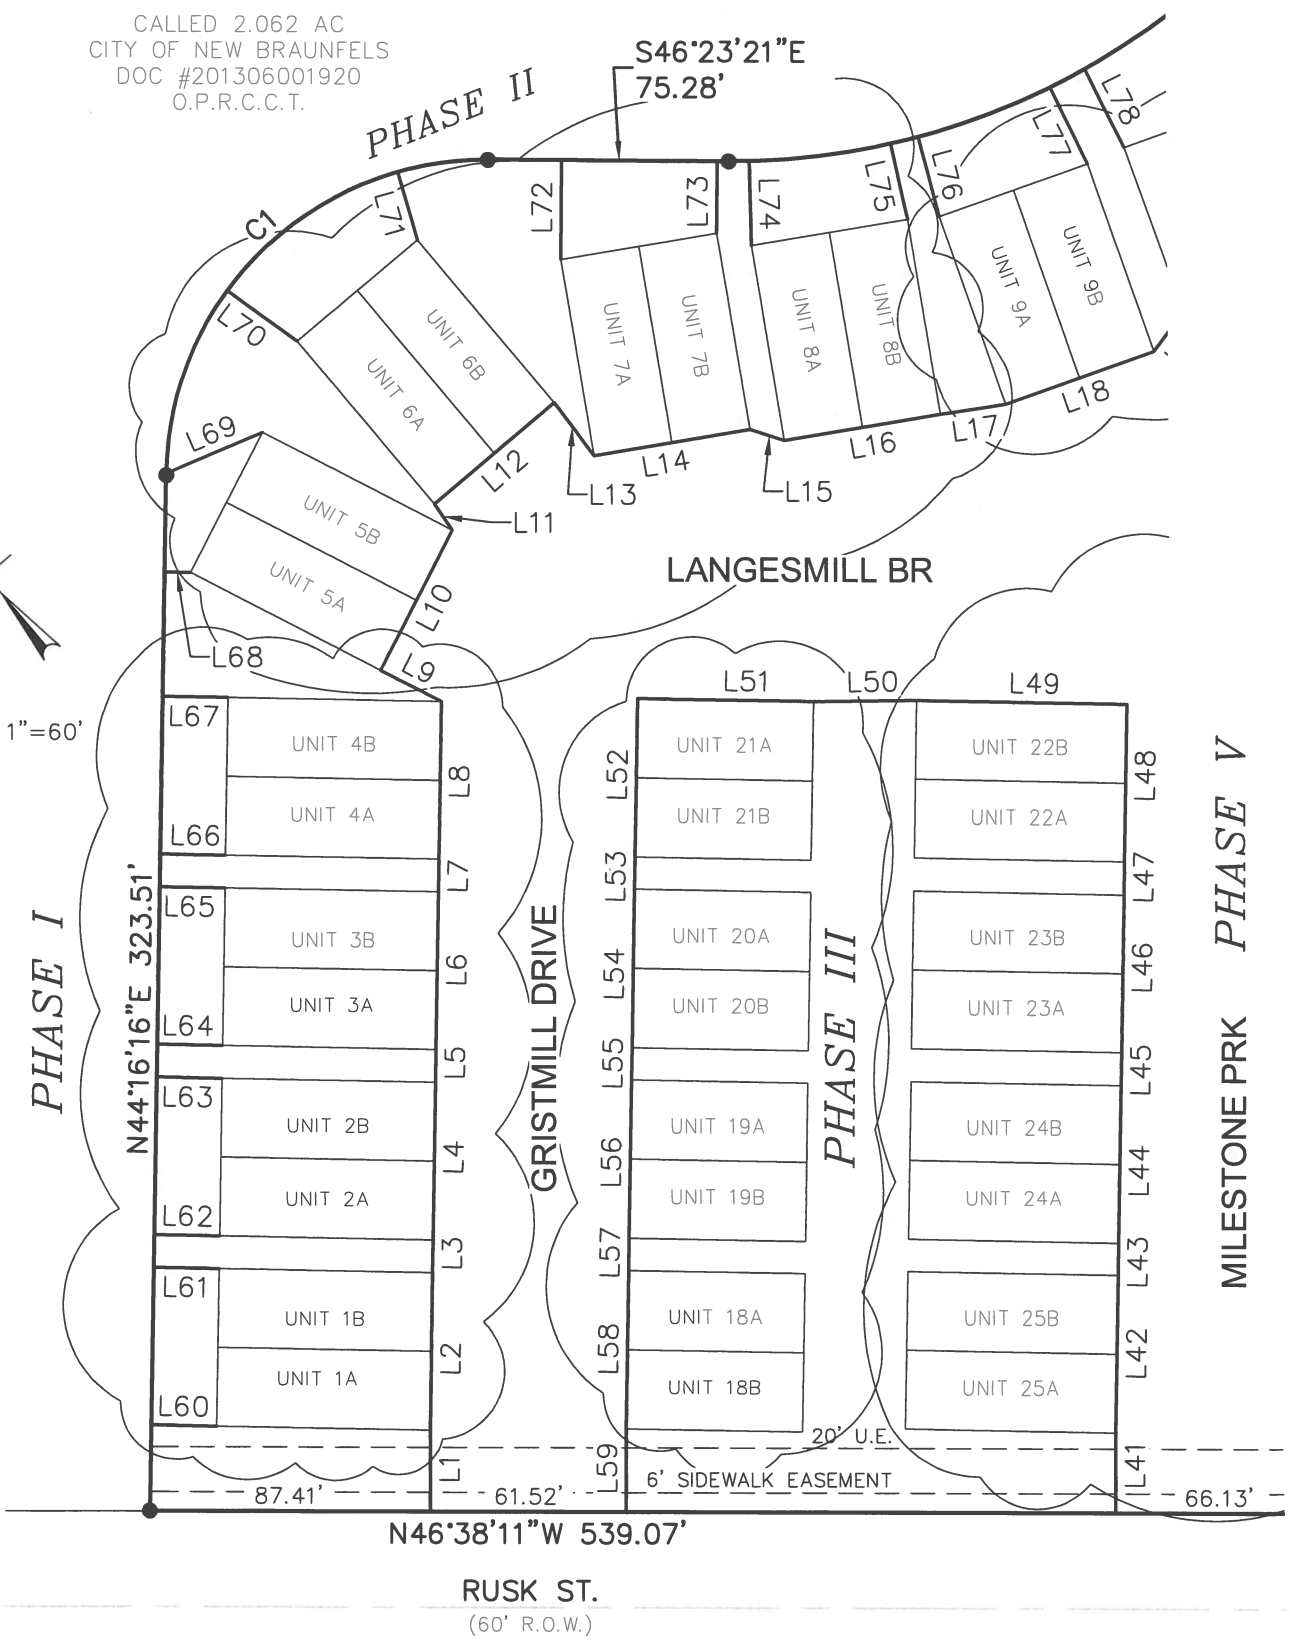 CALLED 2.062 AC
CITY OF NEW BRAUNFELS
DOC #201306001920
O.P.R.C.C.T.
PHASE II
S46°23'21"E
75.28'
C1
L71
L72
L73
L74
L75
L76
L77
L78
L70
L69
UNIT 6B
UNIT 6A
UNIT 7A
UNIT 7B
UNIT 8A
UNIT 8B
UNIT 9A
UNIT 9B
L12
L13
L14
L15
L16
L17
L18
L11
UNIT 5B
UNIT 5A
L10
L9
L68
LANGESMILL BR
1"=60'
L67
UNIT 4B
L8
UNIT 4A
L66
L7
L65
UNIT 3B
L6
UNIT 3A
L64
L5
L63
UNIT 2B
L4
UNIT 2A
L62
L3
L61
UNIT 1B
L2
UNIT 1A
L60
L1
PHASE I
N44°16'16"E 323.51'
GRISTMILL DRIVE
L51
L50
L49
L52
UNIT 21A
UNIT 21B
L53
UNIT 20A
L54
UNIT 20B
L55
UNIT 19A
L56
UNIT 19B
L57
UNIT 18A
L58
UNIT 18B
L59
PHASE III
UNIT 22B
L48
UNIT 22A
L47
UNIT 23B
L46
UNIT 23A
L45
UNIT 24B
L44
UNIT 24A
L43
UNIT 25B
L42
UNIT 25A
L41
PHASE V
MILESTONE PRK
20' U.E.
6' SIDEWALK EASEMENT
87.41'
61.52'
66.13'
N46°38'11"W 539.07'
RUSK ST.
(60' R.O.W.)